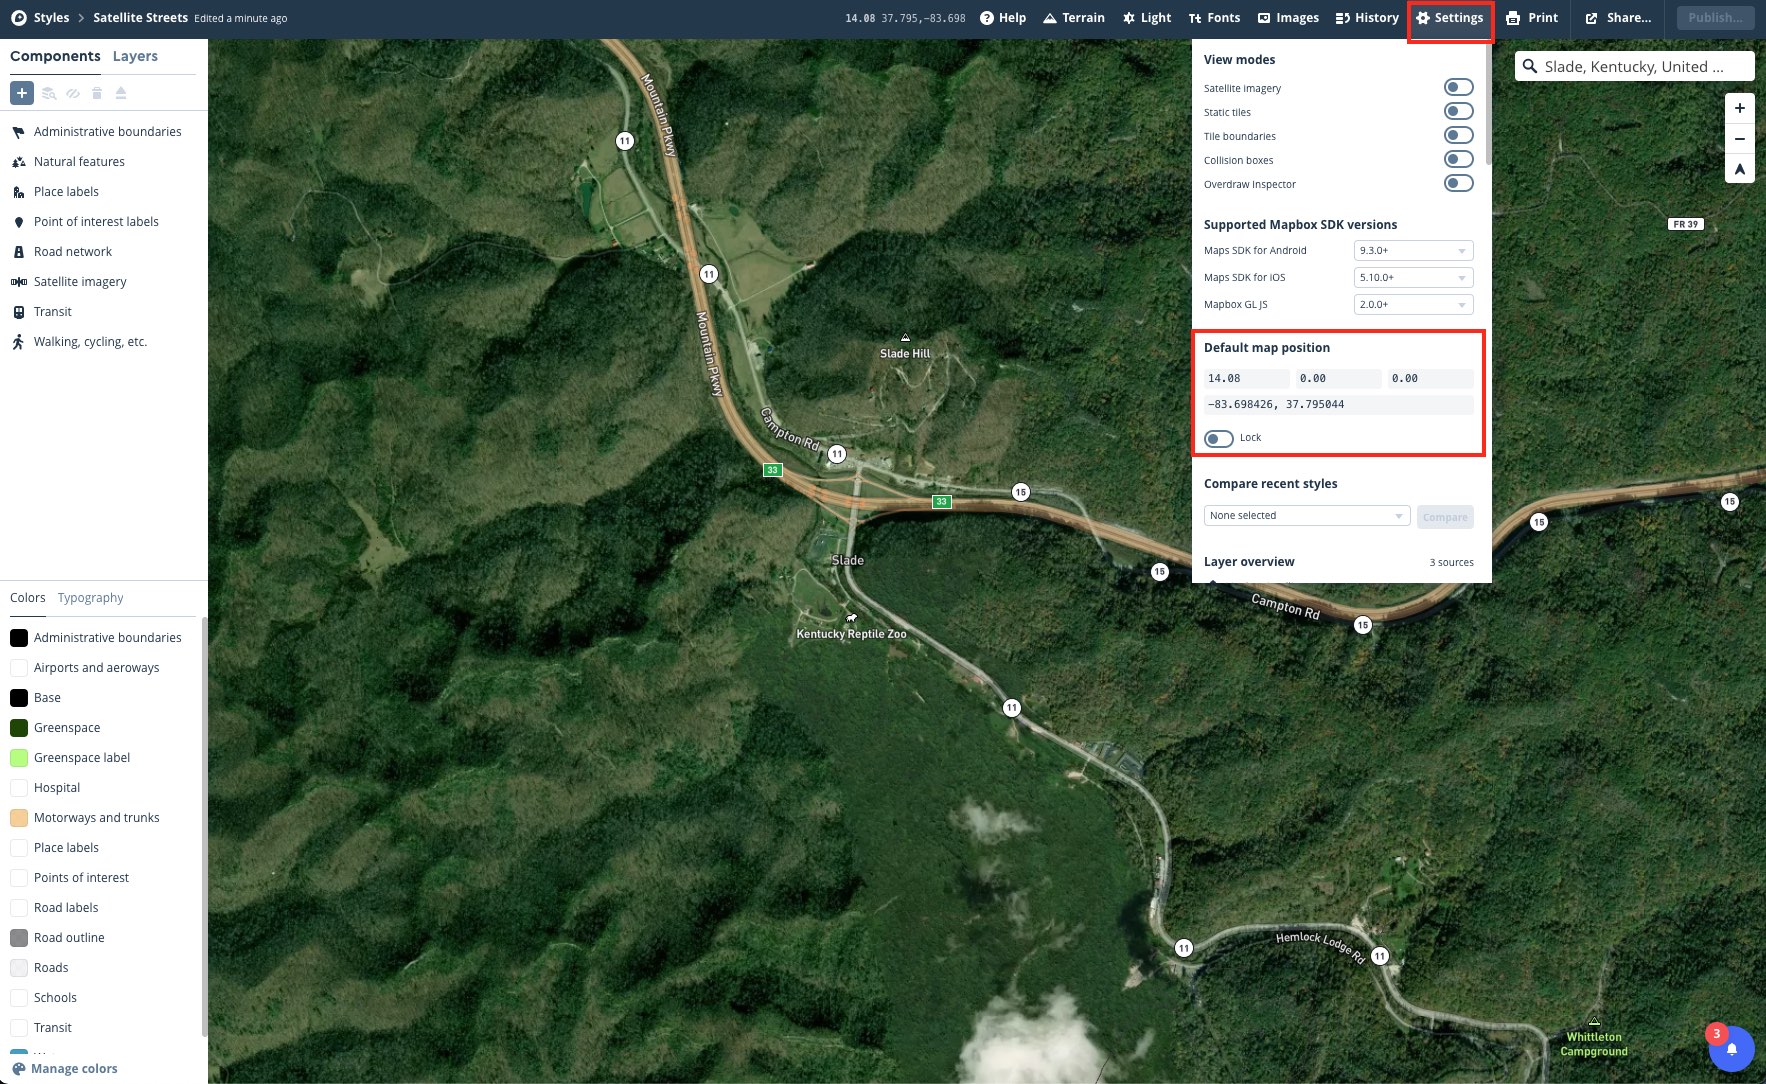 Styles > Satellite Streets Edited a minute ago
14.08 37.795,-83.698
Help
Terrain
Light
Tt Fonts
Images
History
Settings
Print
Share...
Publish...
Components
Layers
+
Administrative boundaries
Natural features
Place labels
Point of interest labels
Road network
Satellite imagery
Transit
Walking, cycling, etc.
Colors
Typography
Administrative boundaries
Airports and aeroways
Base
Greenspace
Greenspace label
Hospital
Motorways and trunks
Place labels
Points of interest
Road labels
Road outline
Roads
Schools
Transit
Manage colors
Mountain Pkwy
11
11
Mountain Pkwy
Slade Hill
Campton Rd
11
33
33
15
Slade
Kentucky Reptile Zoo
11
15
Campton Rd
15
15
15
FR 39
11
Hemlock Lodge Rd
11
Whittleton
Campground
View modes
Satellite imagery
Static tiles
Tile boundaries
Collision boxes
Overdraw Inspector
Supported Mapbox SDK versions
Maps SDK for Android 9.3.0+
Maps SDK for iOS 5.10.0+
Mapbox GL JS 2.0.0+
Default map position
14.08 0.00 0.00
-83.698426, 37.795044
Lock
Compare recent styles
None selected
Compare
Layer overview 3 sources
Slade, Kentucky, United ...
+
−
3